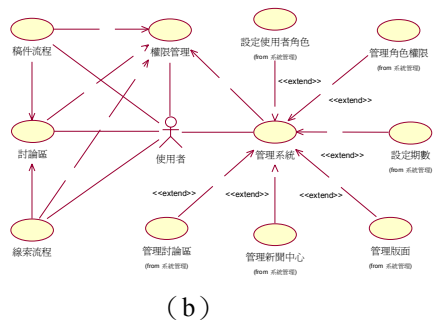 設定使用者角色
(from 系統管理)
稿件流程
權限管理
管理角色權限
(from 系統管理)
<<extend>>
<<extend>>
討論區
使用者
管理系統
設定期數
(from 系統管理)
<<extend>>
<<extend>>
<<extend>>
<<extend>>
線索流程
管理討論區
(from 系統管理)
管理新聞中心
(from 系統管理)
管理版面
(from 系統管理)
（b）